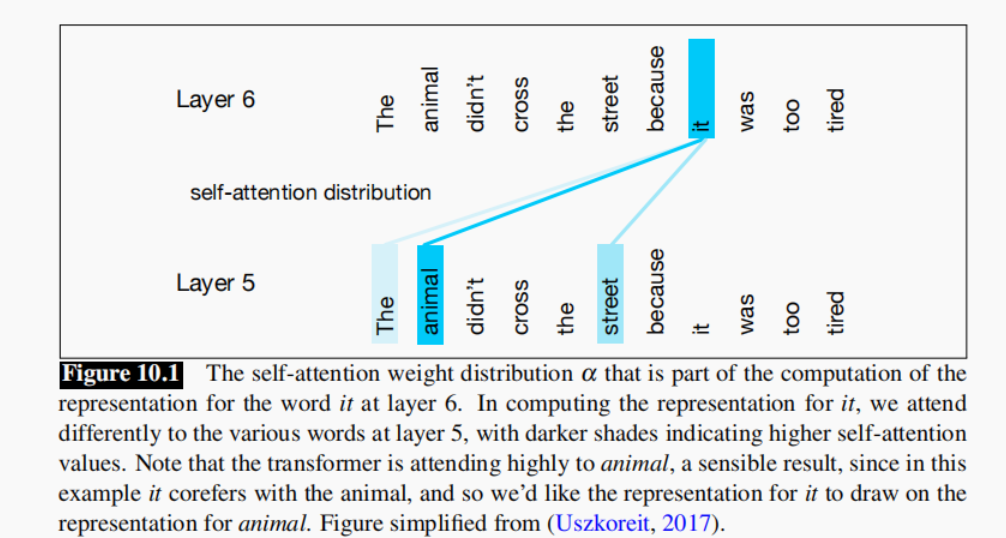 Layer 6
The
animal
didn't
cross
the
street
because
it
was
too
tired
self-attention distribution
Layer 5
The
animal
didn't
cross
the
street
because
it
was
too
tired
Figure 10.1 The self-attention weight distribution α that is part of the computation of the
representation for the word it at layer 6. In computing the representation for it, we attend
differently to the various words at layer 5, with darker shades indicating higher self-attention
values. Note that the transformer is attending highly to animal, a sensible result, since in this
example it corefers with the animal, and so we'd like the representation for it to draw on the
representation for animal. Figure simplified from (Uszkoreit, 2017).